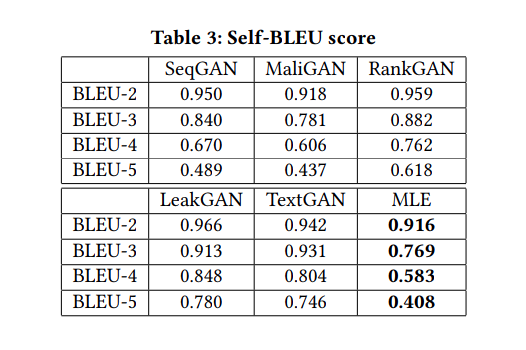 Table 3: Self-BLEU score
SeqGAN MaliGAN RankGAN
BLEU-2 0.950 0.918 0.959
BLEU-3 0.840 0.781 0.882
BLEU-4 0.670 0.606 0.762
BLEU-5 0.489 0.437 0.618
LeakGAN TextGAN MLE
BLEU-2 0.966 0.942 0.916
BLEU-3 0.913 0.931 0.769
BLEU-4 0.848 0.804 0.583
BLEU-5 0.780 0.746 0.408